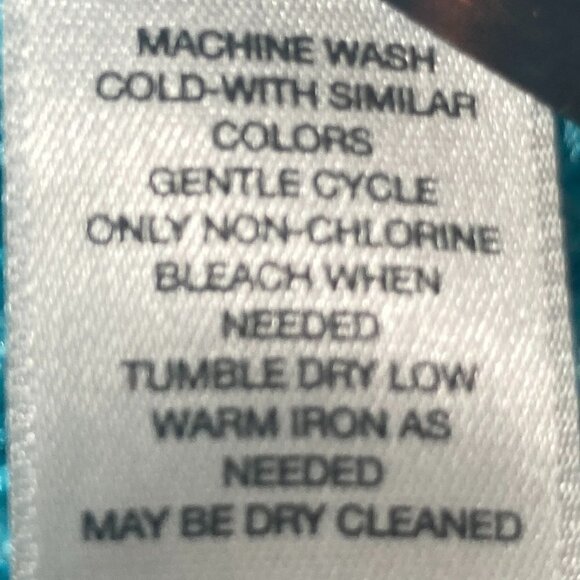 MACHINE WASH
COLD-WITH SIMILAR
COLORS
GENTLE CYCLE
ONLY NON-CHLORINE
BLEACH WHEN
NEEDED
TUMBLE DRY LOW
WARM IRON AS
NEEDED
MAY BE DRY CLEANED